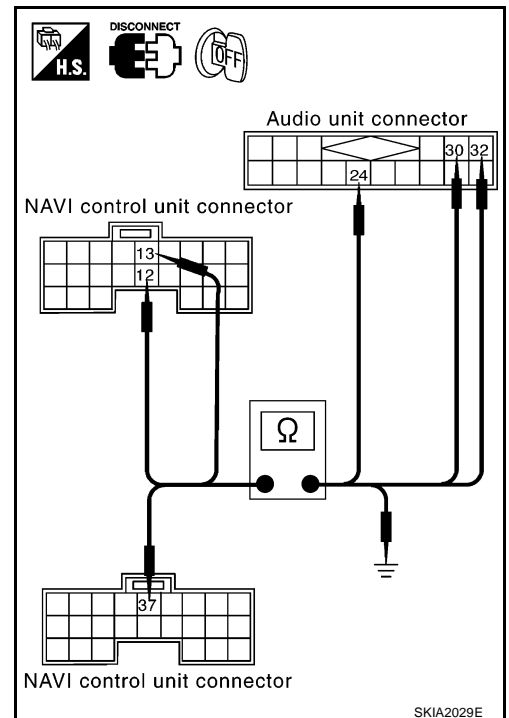 DISCONNECT
H.S.
OFF
Audio unit connector
30 32
24
NAVI control unit connector
13
12
Ω
37
NAVI control unit connector
SKIA2029E